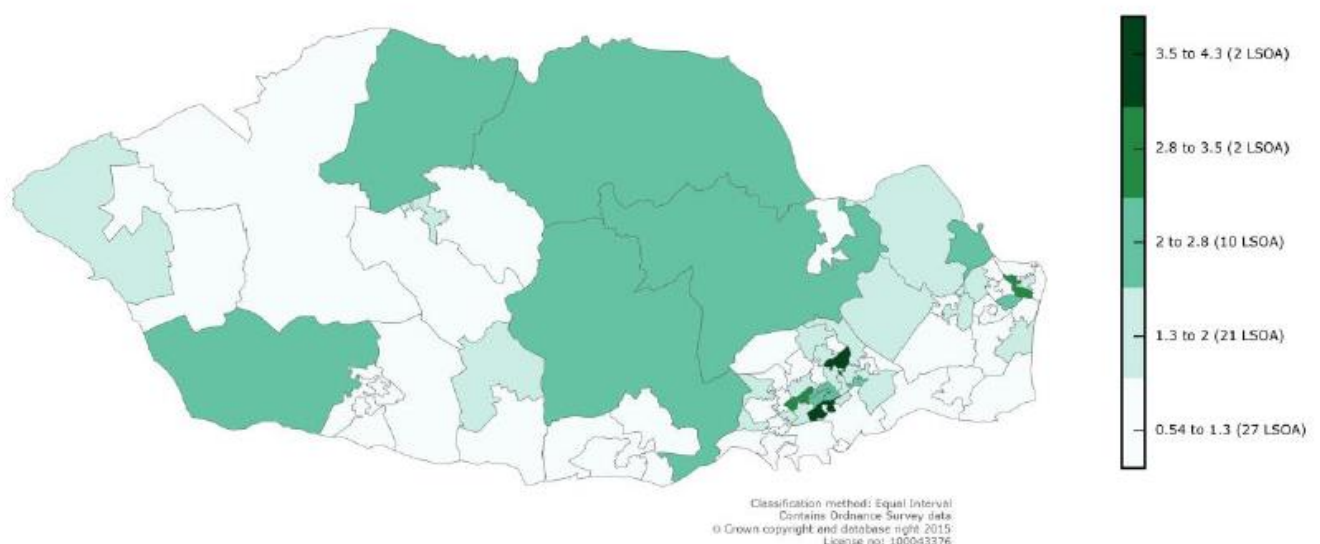 3.5 to 4.3 (2 LSOA)
2.8 to 3.5 (2 LSOA)
2 to 2.8 (10 LSOA)
1.3 to 2 (21 LSOA)
0.54 to 1.3 (27 LSOA)
Classification method: Equal Interval
Contains Ordnance Survey data
© Crown copyright and database right 2015
License no: 100043376